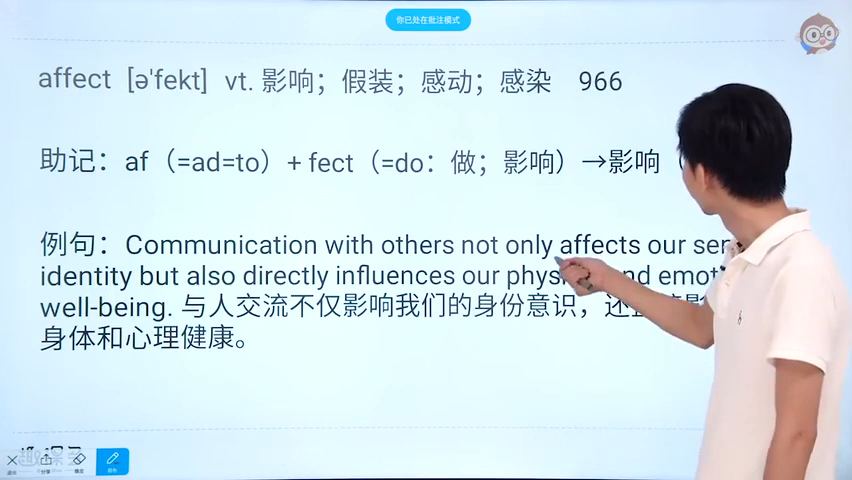 你已处在批注模式
affect [ə'fekt] vt. 影响；假装；感动；感染 966
助记：af（=ad=to）+ fect（=do：做；影响）→影响
例句：Communication with others not only affects our
identity but also directly influences our and
well-being. 与人交流不仅影响我们的身份意识，还
身体和心理健康。